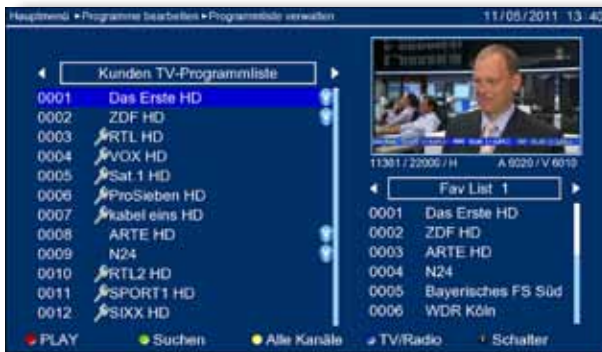 Hauptmenü ▸ Programme bearbeiten ▸ Programmliste verwalten
11/05/2011 13:40
Kunden TV-Programmliste
0001 Das Erste HD
0002 ZDF HD
0003 RTL HD
0004 VOX HD
0005 Sat.1 HD
0006 ProSieben HD
0007 kabel eins HD
0008 ARTE HD
0009 N24
0010 RTL2 HD
0011 SPORT1 HD
0012 SIXX HD
11361 / 22000 / H A 6020 / V 6010
Fav List 1
0001 Das Erste HD
0002 ZDF HD
0003 ARTE HD
0004 N24
0005 Bayerisches FS Süd
0006 WDR Köln
PLAY Suchen Alle Kanäle TV/Radio Schalter